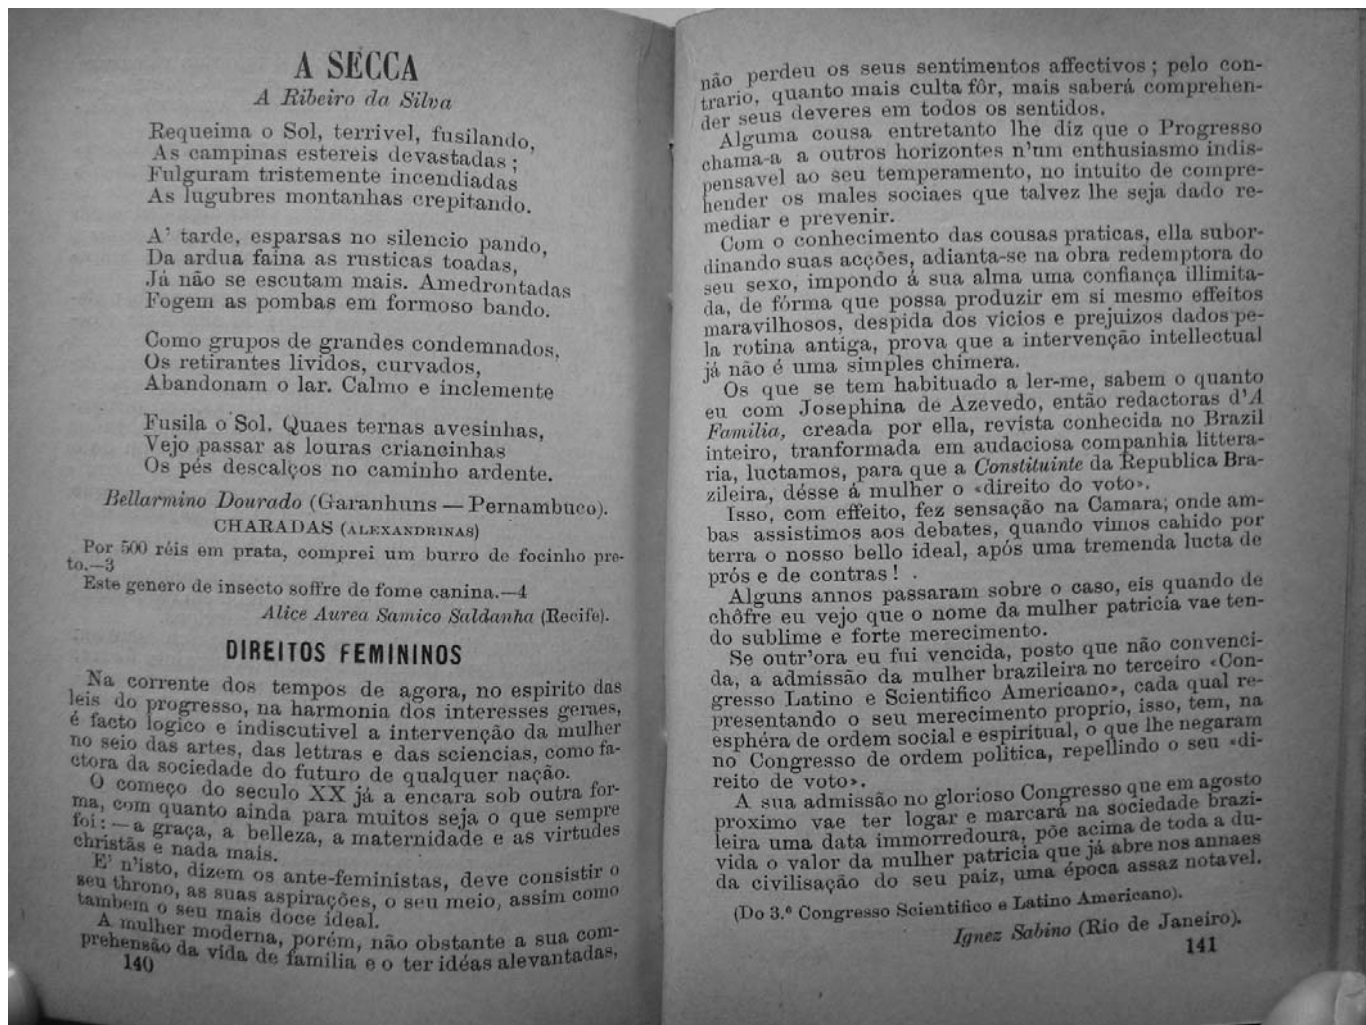 A SÉCCA
A Ribeiro da Silva
Requeima o Sol, terrivel, fusilando,
As campinas estereis devastadas;
Fulguram tristemente incendiadas
As lugubres montanhas crepitando.
A' tarde, esparsas no silencio pando,
Da ardua faina as rusticas toadas,
Já não se escutam mais. Amedrontadas
Fogem as pombas em formoso bando.
Como grupos de grandes condemnados,
Os retirantes lividos, curvados,
Abandonam o lar. Calmo e inclemente
Fusila o Sol. Quaes ternas avesinhas,
Vejo passar as louras criancinhas
Os pés descalços no caminho ardente.
Bellarmino Dourado (Garanhuns — Pernambuco).
CHARADAS (ALEXANDRINAS)
Por 500 réis em prata, comprei um burro de focinho pre-
to.—3
Este genero de insecto soffre de fome canina.—4
Alice Aurea Samico Saldanha (Recife).
DIREITOS FEMININOS
Na corrente dos tempos de agora, no espirito das
leis do progresso, na harmonia dos interesses geraes,
é facto logico e indiscutivel a intervenção da mulher
no seio das artes, das lettras e das sciencias, como fa-
ctora da sociedade do futuro de qualquer nação.
O começo do seculo XX já a encara sob outra for-
ma, com quanto ainda para muitos seja o que sempre
foi: — a graça, a belleza, a maternidade e as virtudes
christãs e nada mais.
E' n'isto, dizem os ante-feministas, deve consistir o
seu throno, as suas aspirações, o seu meio, assim como
tambem o seu mais doce ideal.
A mulher moderna, porém, não obstante a sua com-
prehensão da vida de familia e o ter idéas alevantadas,
140
não perdeu os seus sentimentos affectivos; pelo con-
trario, quanto mais culta fôr, mais saberá comprehen-
der seus deveres em todos os sentidos.
Alguma cousa entretanto lhe diz que o Progresso
chama-a a outros horizontes n'um enthusiasmo indis-
pensavel ao seu temperamento, no intuito de compre-
hender os males sociaes que talvez lhe seja dado re-
mediar e prevenir.
Com o conhecimento das cousas praticas, ella subor-
dinando suas acções, adianta-se na obra redemptora do
seu sexo, impondo á sua alma uma confiança illimita-
da, de fórma que possa produzir em si mesmo effeitos
maravilhosos, despida dos vicios e prejuizos dados pe-
la rotina antiga, prova que a intervenção intellectual
já não é uma simples chimera.
Os que se tem habituado a ler-me, sabem o quanto
eu com Josephina de Azevedo, então redactoras d'A
Familia, creada por ella, revista conhecida no Brazil
inteiro, tranformada em audaciosa companhia littera-
ria, luctamos, para que a Constituinte da Republica Bra-
zileira, désse á mulher o «direito do voto».
Isso, com effeito, fez sensação na Camara, onde am-
bas assistimos aos debates, quando vimos cahido por
terra o nosso bello ideal, após uma tremenda lucta de
prós e de contras!
Alguns annos passaram sobre o caso, eis quando de
chôfre eu vejo que o nome da mulher patricia vae ten-
do sublime e forte merecimento.
Se outr'ora eu fui vencida, posto que não convenci-
da, a admissão da mulher brazileira no terceiro «Con-
gresso Latino e Scientifico Americano», cada qual re-
presentando o seu merecimento proprio, isso, tem, na
esphéra de ordem social e espiritual, o que lhe negaram
no Congresso de ordem politica, repellindo o seu «di-
reito de voto».
A sua admissão no glorioso Congresso que em agosto
proximo vae ter logar e marcará na sociedade brazi-
leira uma data immorredoura, põe acima de toda a du-
vida o valor da mulher patricia que já abre nos annaes
da civilisação do seu paiz, uma época assaz notavel.
(Do 3.º Congresso Scientifico e Latino Americano).
Ignez Sabino (Rio de Janeiro).
141